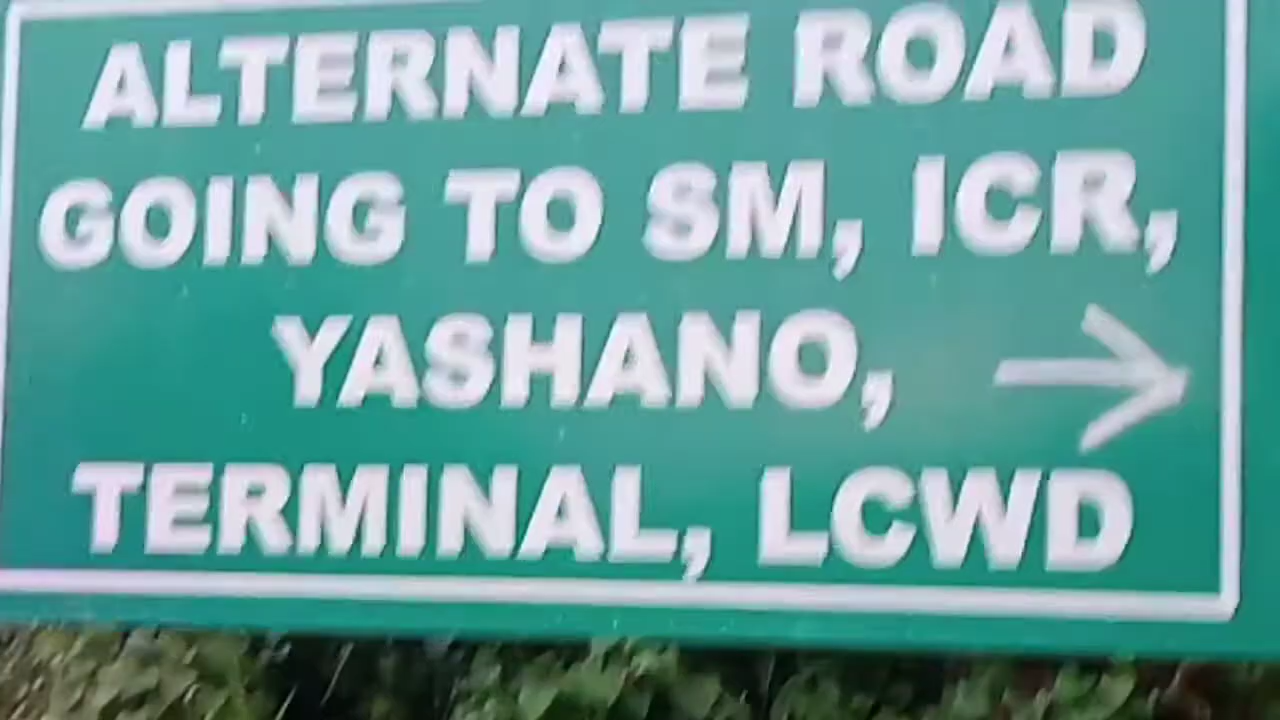 ALTERNATE ROAD
GOING TO SM, ICR,
YASHANO,
TERMINAL, LCWD